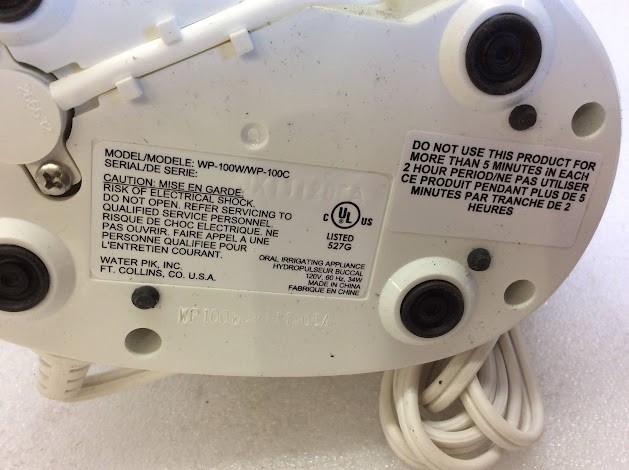 MODEL/MODELE: WP-100W/WP-100C
SERIAL/DE SERIE:
CAUTION: MISE EN GARDE
RISK OF ELECTRICAL SHOCK.
DO NOT OPEN. REFER SERVICING TO
QUALIFIED SERVICE PERSONNEL
RISQUE DE CHOC ELECTRIQUE. NE
PAS OUVRIR. FAIRE APPEL A UNE
PERSONNE QUALIFIEE POUR
L'ENTRETIEN COURANT.
WATER PIK, INC.
FT. COLLINS, CO. U.S.A.
C UL US
LISTED
527G
ORAL IRRIGATING APPLIANCE
HYDROPULSEUR BUCCAL
120V, 60 Hz, 34W
MADE IN CHINA
FABRIQUE EN CHINE
DO NOT USE THIS PRODUCT FOR
MORE THAN 5 MINUTES IN EACH
2 HOUR PERIOD/NE PAS UTILISER
CE PRODUIT PENDANT PLUS DE 5
MINUTES PAR TRANCHE DE 2
HEURES